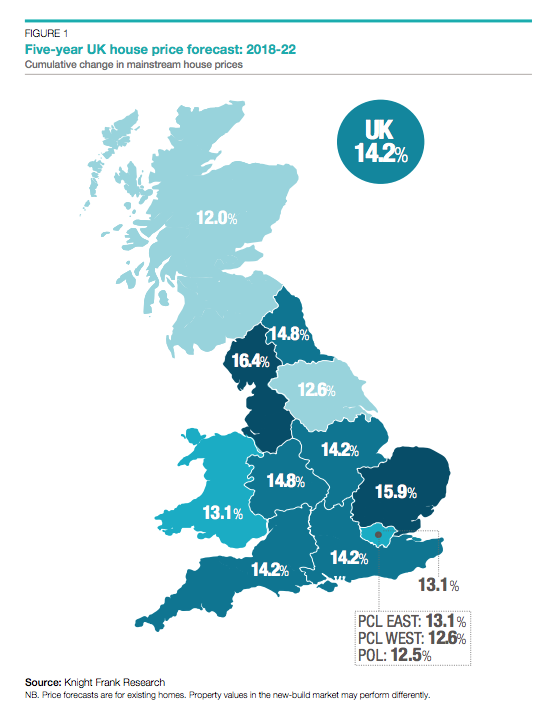 FIGURE 1
Five-year UK house price forecast: 2018-22
Cumulative change in mainstream house prices
UK
14.2%
12.0%
14.8%
16.4%
12.6%
14.2%
14.8%
15.9%
13.1%
14.2%
14.2%
13.1%
PCL EAST: 13.1%
PCL WEST: 12.6%
POL: 12.5%
Source: Knight Frank Research
NB. Price forecasts are for existing homes. Property values in the new-build market may perform differently.